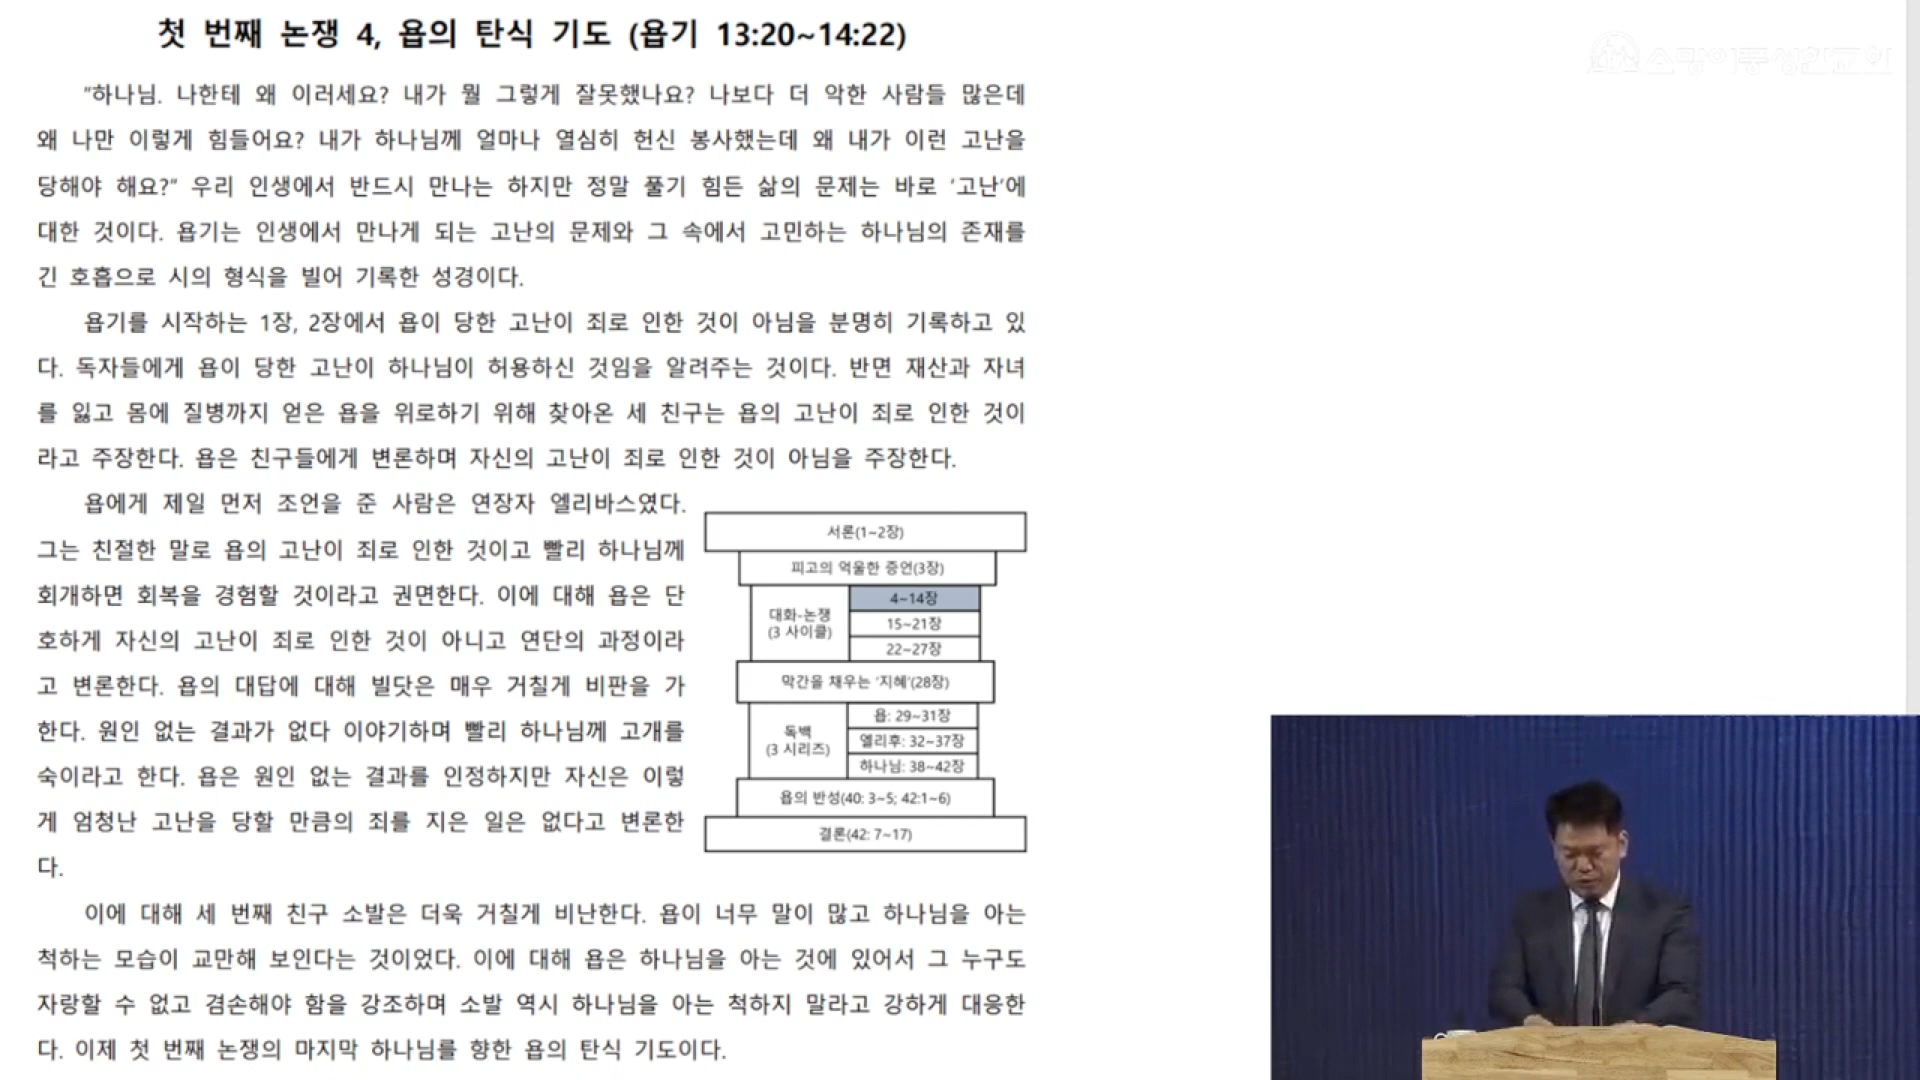 첫 번째 논쟁 4, 욥의 탄식 기도 (욥기 13:20~14:22)
"하나님. 나한테 왜 이러세요? 내가 뭘 그렇게 잘못했나요? 나보다 더 악한 사람들 많은데
왜 나만 이렇게 힘들어요? 내가 하나님께 얼마나 열심히 헌신 봉사했는데 왜 내가 이런 고난을
당해야 해요?" 우리 인생에서 반드시 만나는 하지만 정말 풀기 힘든 삶의 문제는 바로 '고난'에
대한 것이다. 욥기는 인생에서 만나게 되는 고난의 문제와 그 속에서 고민하는 하나님의 존재를
긴 호흡으로 시의 형식을 빌어 기록한 성경이다.
욥기를 시작하는 1장, 2장에서 욥이 당한 고난이 죄로 인한 것이 아님을 분명히 기록하고 있
다. 독자들에게 욥이 당한 고난이 하나님이 허용하신 것임을 알려주는 것이다. 반면 재산과 자녀
를 잃고 몸에 질병까지 얻은 욥을 위로하기 위해 찾아온 세 친구는 욥의 고난이 죄로 인한 것이
라고 주장한다. 욥은 친구들에게 변론하며 자신의 고난이 죄로 인한 것이 아님을 주장한다.
욥에게 제일 먼저 조언을 준 사람은 연장자 엘리바스였다.
그는 친절한 말로 욥의 고난이 죄로 인한 것이고 빨리 하나님께
회개하면 회복을 경험할 것이라고 권면한다. 이에 대해 욥은 단
호하게 자신의 고난이 죄로 인한 것이 아니고 연단의 과정이라
고 변론한다. 욥의 대답에 대해 빌닷은 매우 거칠게 비판을 가
한다. 원인 없는 결과가 없다 이야기하며 빨리 하나님께 고개를
숙이라고 한다. 욥은 원인 없는 결과를 인정하지만 자신은 이렇
게 엄청난 고난을 당할 만큼의 죄를 지은 일은 없다고 변론한
다.
서론(1~2장)
피고의 억울한 증언(3장)
대화-논쟁
(3 사이클)
4~14장
15~21장
22~27장
막간을 채우는 '지혜'(28장)
독백
(3 시리즈)
욥: 29~31장
엘리후: 32~37장
하나님: 38~42장
욥의 반성(40: 3~5; 42:1~6)
결론(42: 7~17)
이에 대해 세 번째 친구 소발은 더욱 거칠게 비난한다. 욥이 너무 말이 많고 하나님을 아는
척하는 모습이 교만해 보인다는 것이었다. 이에 대해 욥은 하나님을 아는 것에 있어서 그 누구도
자랑할 수 없고 겸손해야 함을 강조하며 소발 역시 하나님을 아는 척하지 말라고 강하게 대응한
다. 이제 첫 번째 논쟁의 마지막 하나님를 향한 욥의 탄식 기도이다.